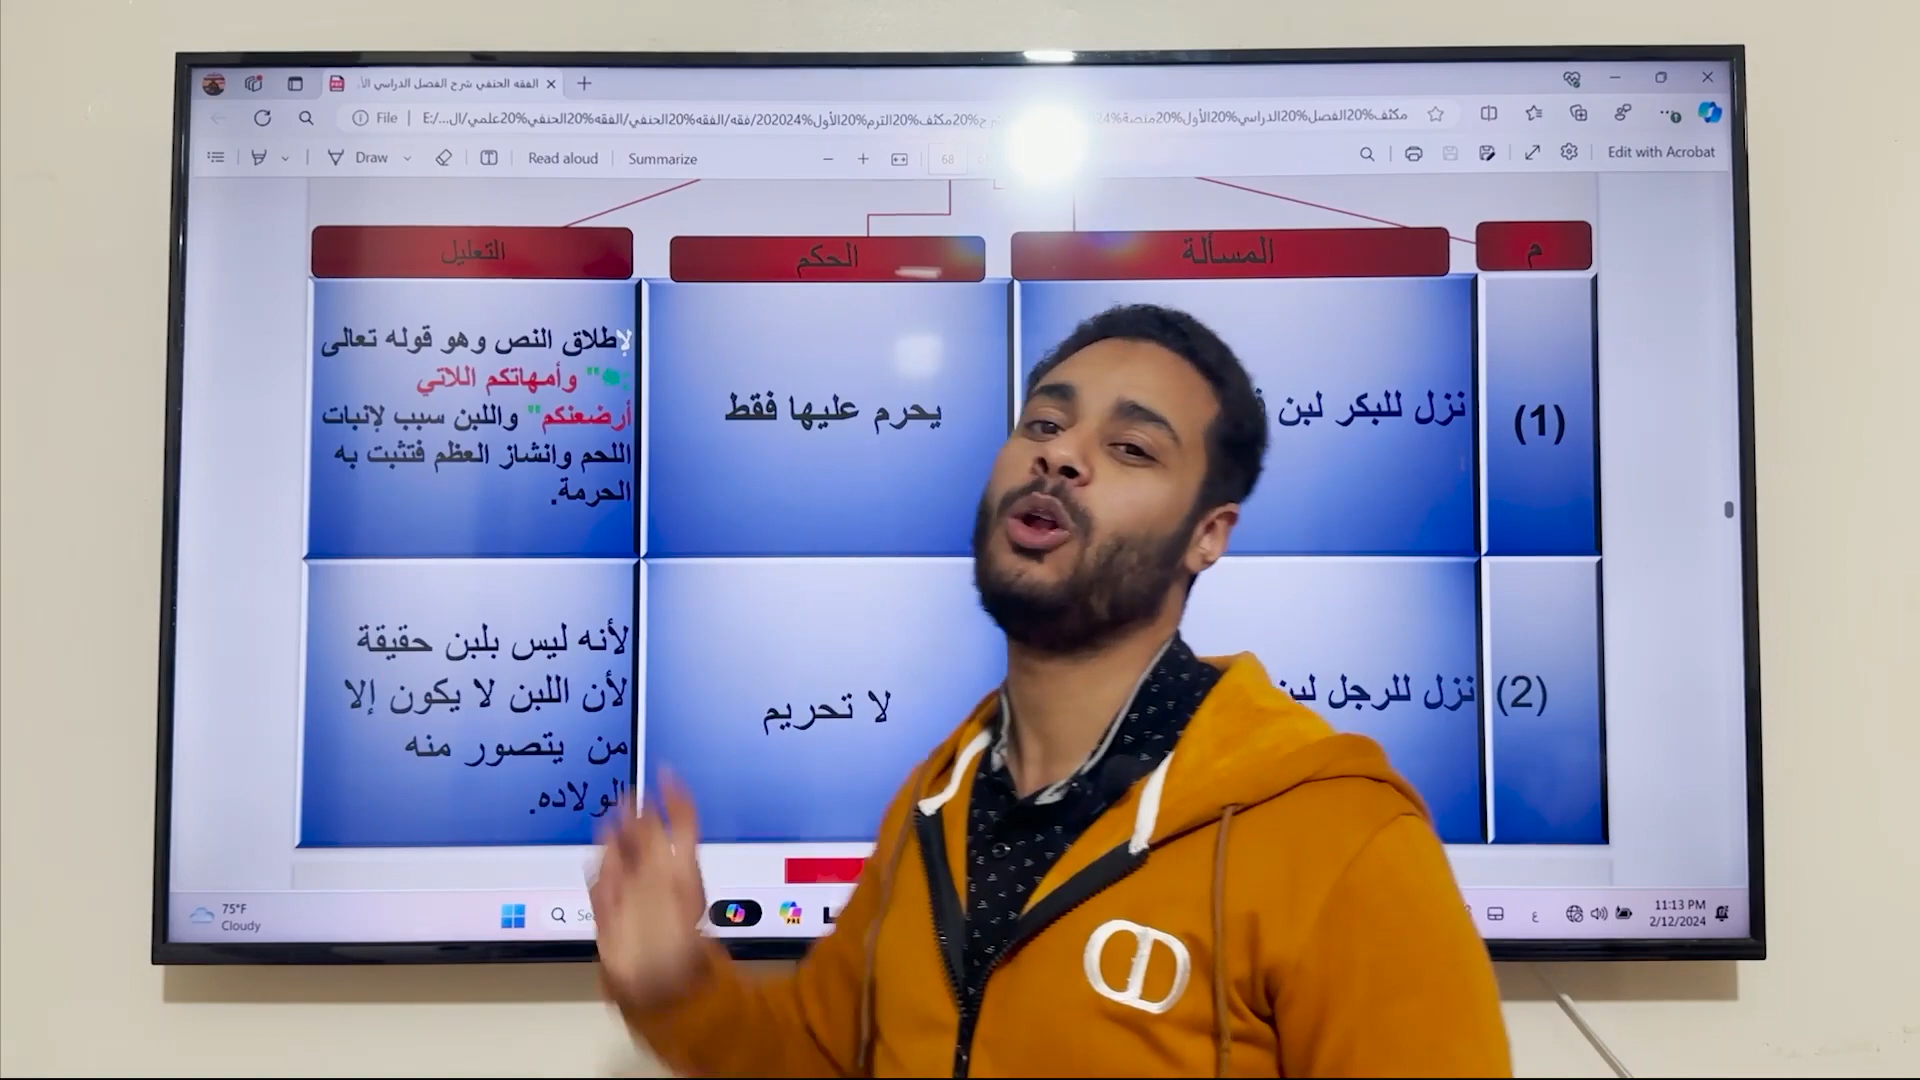 الفقه الحنفي شرح الفصل الدراسي الأ
File
E:/...
Draw
Read aloud
Summarize
68
Edit with Acrobat
م
المسألة
الحكم
التعليل
(1)
نزل للبكر لبن
يحرم عليها فقط
لإطلاق النص وهو قوله تعالى
: " وأمهاتكم اللاتي
أرضعنكم" واللبن سبب لإنبات
اللحم وانشاز العظم فتثبت به
الحرمة.
(2)
نزل للرجل لبن
لا تحريم
لأنه ليس بلبن حقيقة
لأن اللبن لا يكون إلا
من يتصور منه
الولاده.
75°F
Cloudy
ع
11:13 PM
2/12/2024